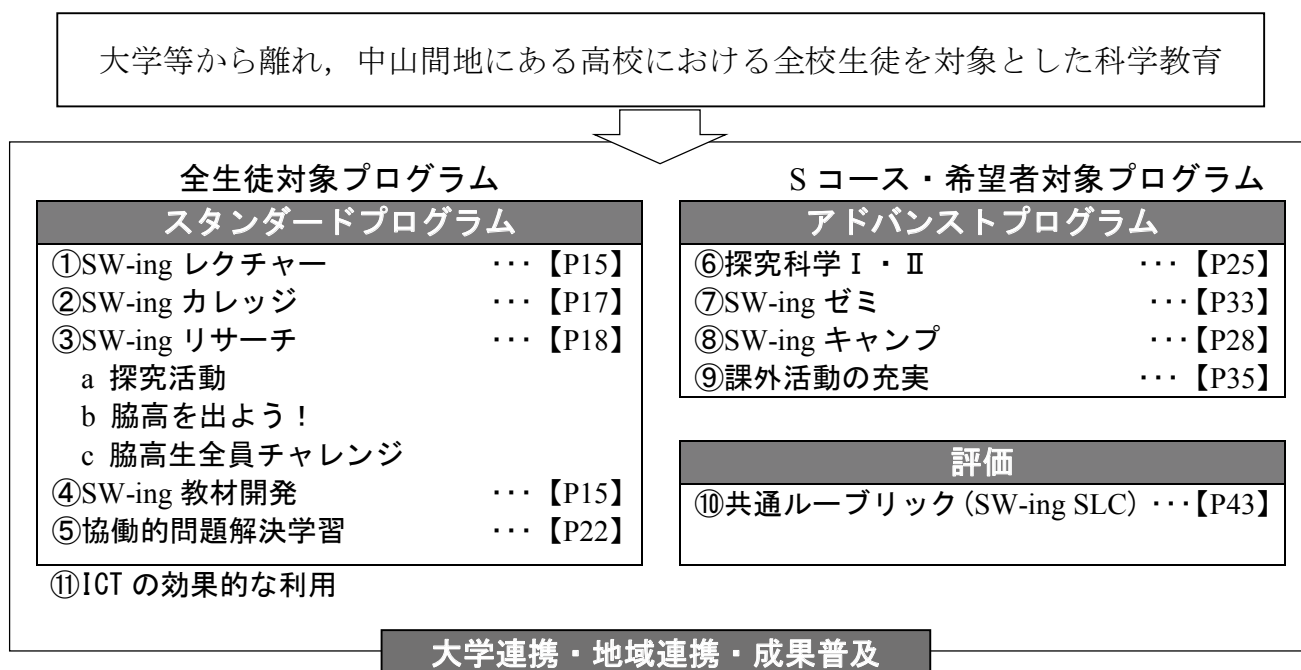 大学等から離れ，中山間地にある高校における全校生徒を対象とした科学教育
全生徒対象プログラム
スタンダードプログラム
①SW-ing レクチャー ･･･【P15】
②SW-ing カレッジ ･･･【P17】
③SW-ing リサーチ ･･･【P18】
a 探究活動
b 脇高を出よう！
c 脇高生全員チャレンジ
④SW-ing 教材開発 ･･･【P15】
⑤協働的問題解決学習 ･･･【P22】
⑪ICT の効果的な利用
S コース・希望者対象プログラム
アドバンストプログラム
⑥探究科学Ⅰ・Ⅱ ･･･【P25】
⑦SW-ing ゼミ ･･･【P33】
⑧SW-ing キャンプ ･･･【P28】
⑨課外活動の充実 ･･･【P35】
評価
⑩共通ルーブリック（SW-ing SLC）･･･【P43】
大学連携・地域連携・成果普及